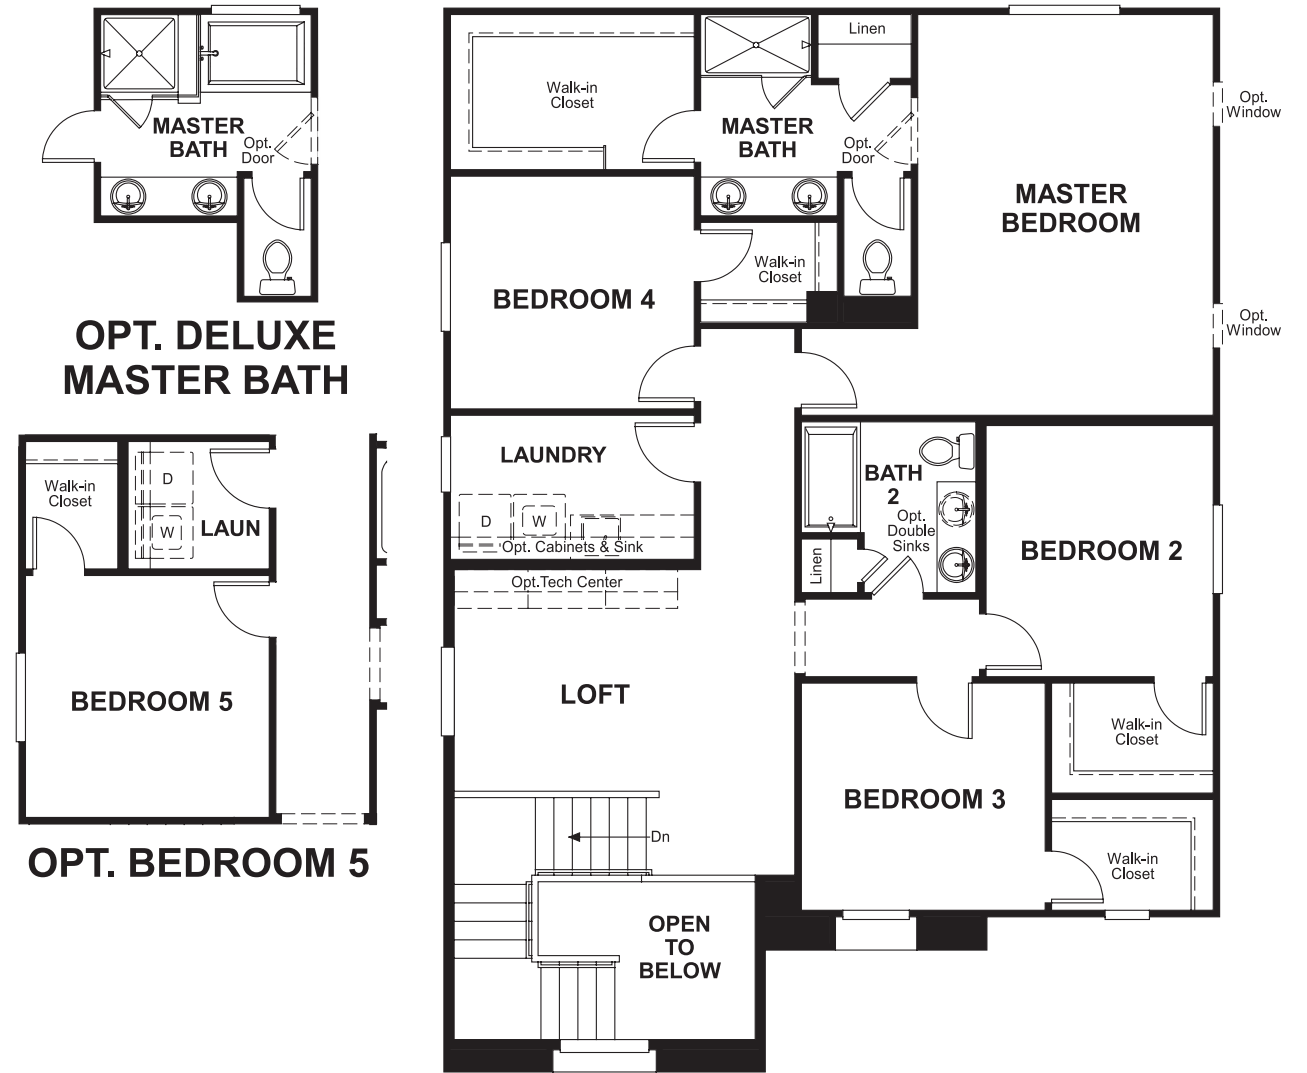 MASTER
BATH
Opt.
Door
OPT. DELUXE
MASTER BATH
Walk-in
Closet
D
W
LAUN
BEDROOM 5
OPT. BEDROOM 5
Walk-in
Closet
Linen
MASTER
BATH
Opt.
Door
Opt.
Window
MASTER
BEDROOM
Walk-in
Closet
BEDROOM 4
Opt.
Window
LAUNDRY
D
W
Opt. Cabinets & Sink
Opt.Tech Center
BATH
2
Opt.
Double
Sinks
Linen
BEDROOM 2
LOFT
Walk-in
Closet
BEDROOM 3
Dn
Walk-in
Closet
OPEN
TO
BELOW